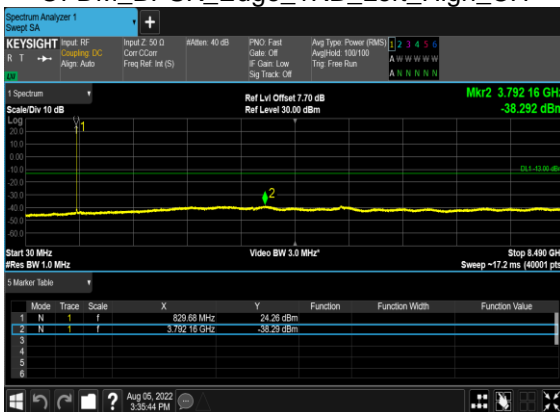 Spectrum Analyzer 1
Swept SA
+
KEYSIGHT
R T
LV
Input: RF
Coupling: DC
Align: Auto
Input Z: 50 Ω
Corr CCorr
Freq Ref: Int (S)
#Atten: 40 dB
PNO: Fast
Gate: Off
IF Gain: Low
Sig Track: Off
Avg Type: Power (RMS)
Avg|Hold: 100/100
Trig: Free Run
1 2 3 4 5 6
A W W W W W
A N N N N N
1 Spectrum
Scale/Div 10 dB
Ref Lvl Offset 7.70 dB
Ref Level 30.00 dBm
Mkr2 3.792 16 GHz
-38.292 dBm
Log
20.0
10.0
0.00
-10.0
-20.0
-30.0
-40.0
-50.0
-60.0
1
2
DL1 -13.00 dBm
Start 30 MHz
#Res BW 1.0 MHz
Video BW 3.0 MHz*
Stop 8.490 GH
Sweep ~17.2 ms (40001 pts
5 Marker Table
Mode Trace Scale X Y Function Function Width Function Value
1 N 1 f 829.68 MHz 24.26 dBm
2 N 1 f 3.792 16 GHz -38.29 dBm
3
4
5
6
?
Aug 05, 2022
3:35:44 PM